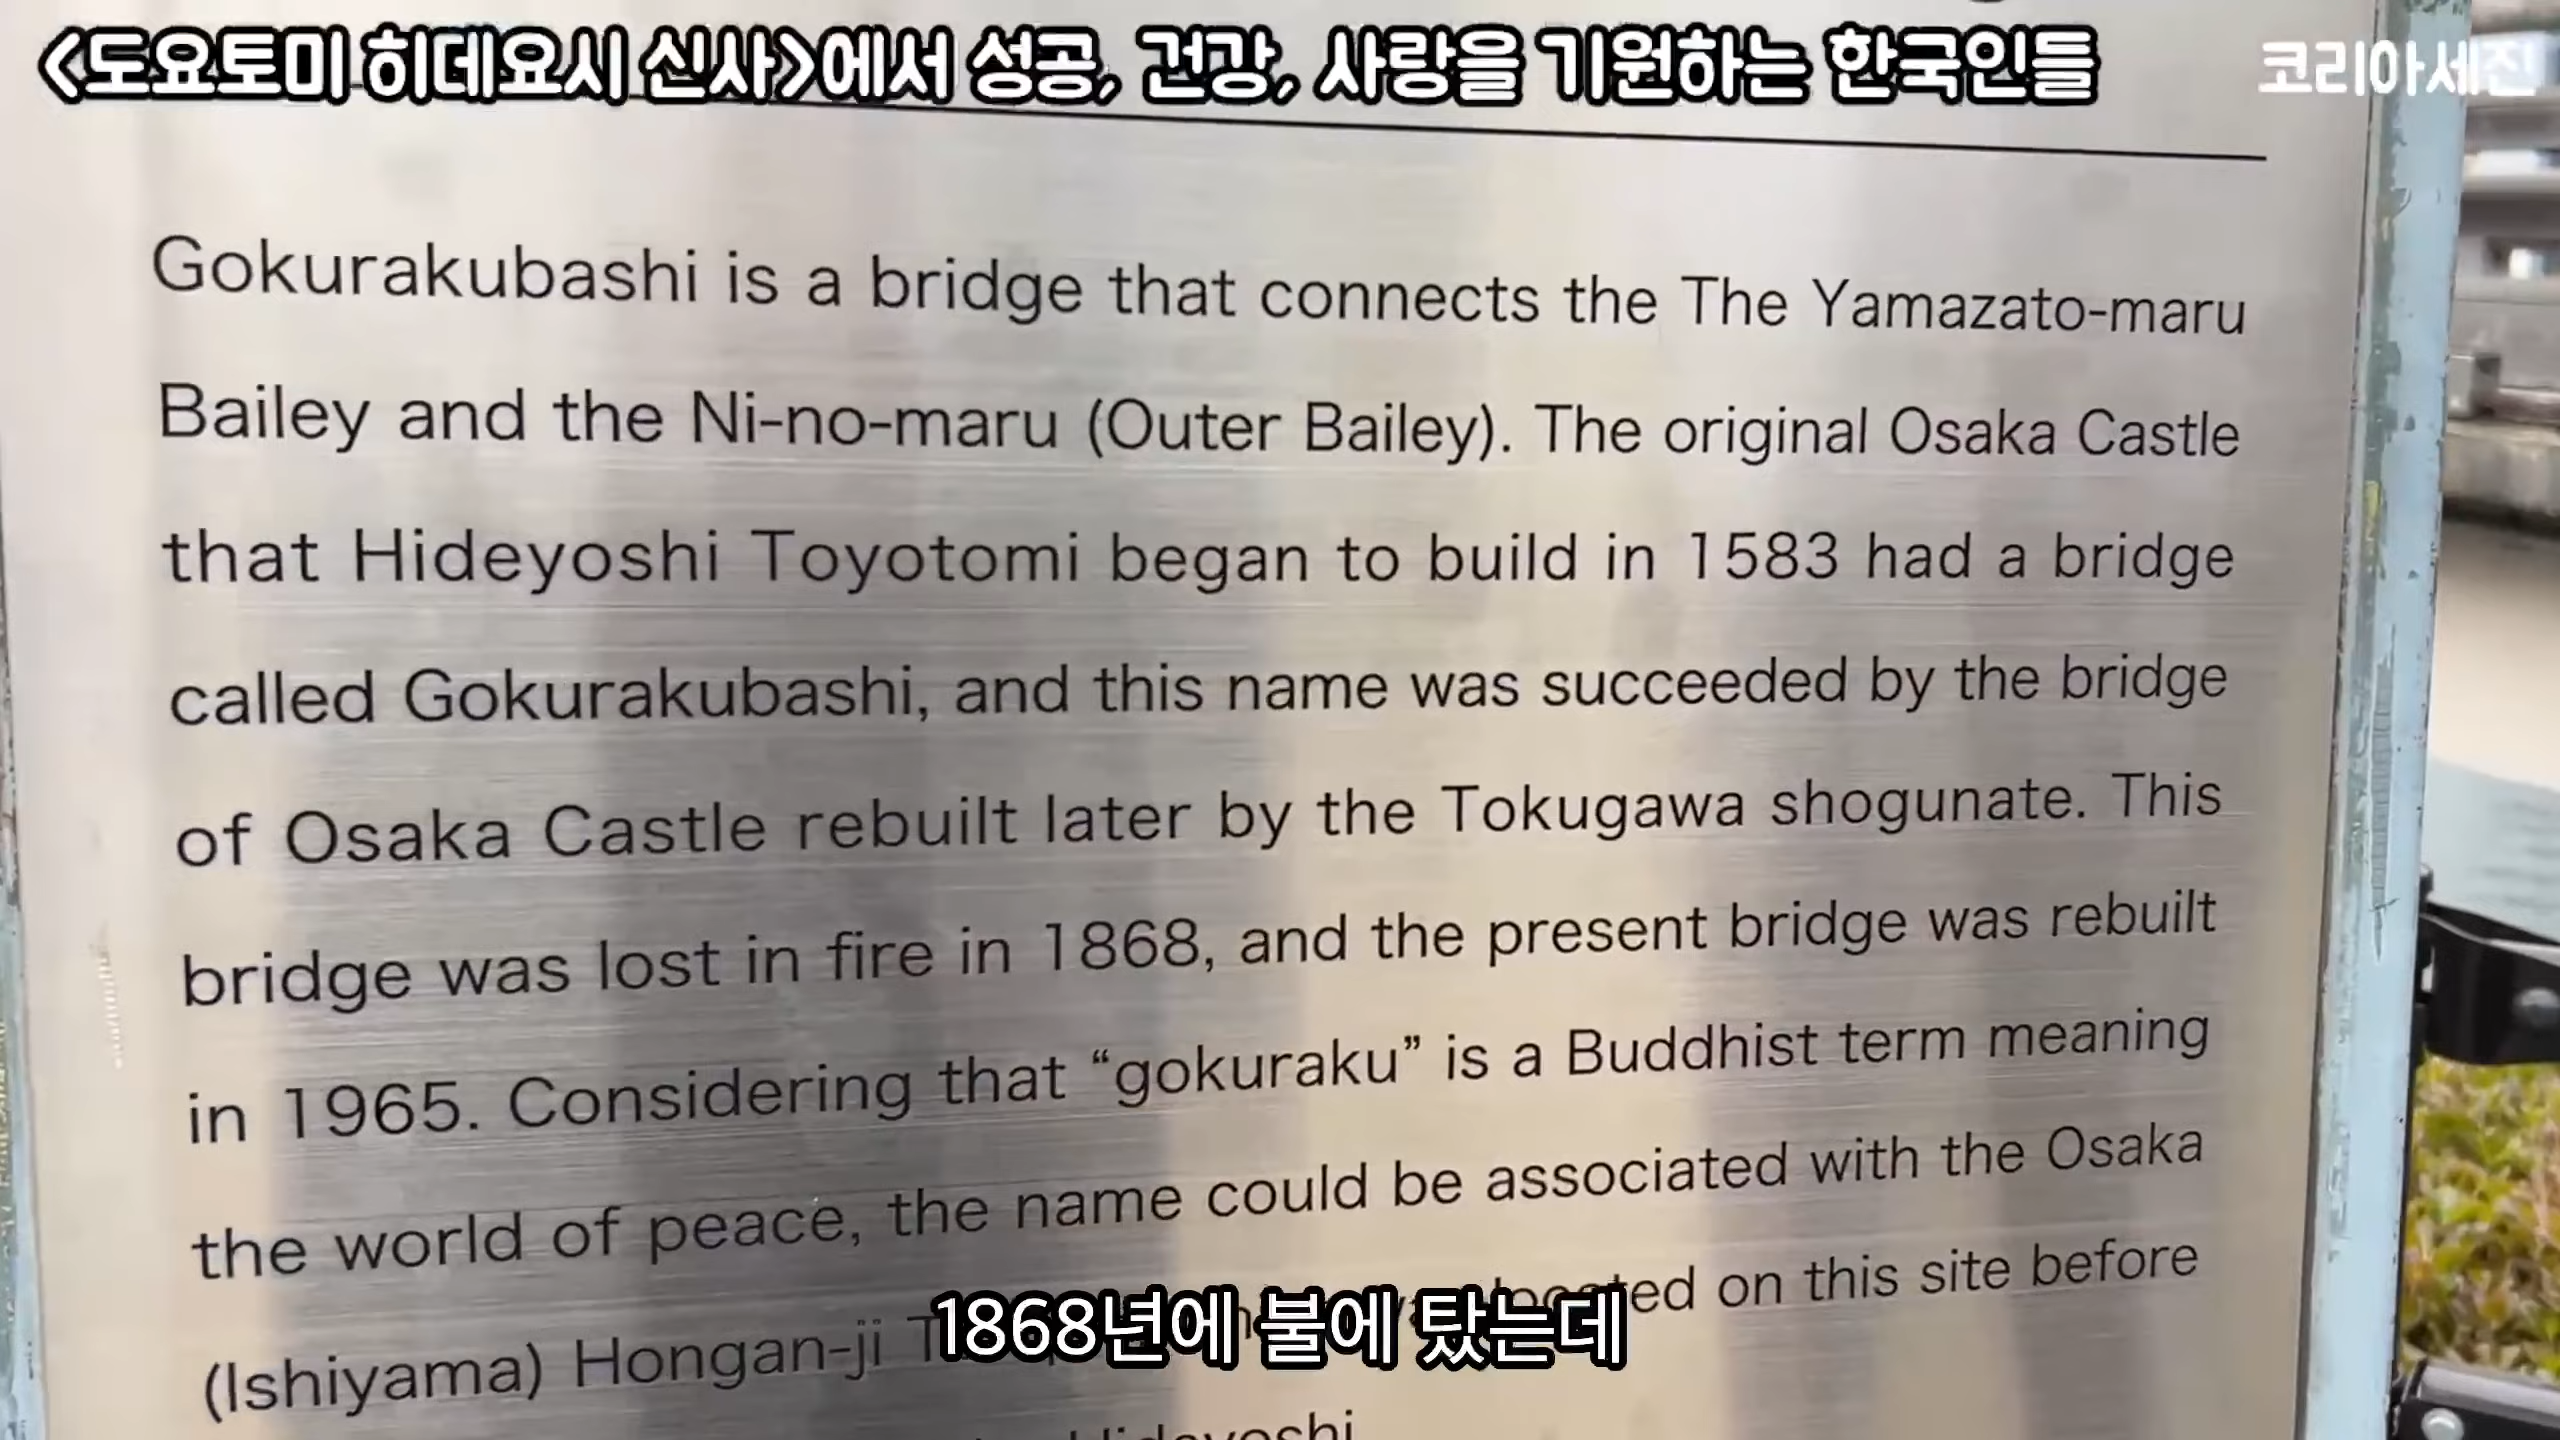 <도요토미 히데요시 신사>에서 성공, 건강, 사랑을 기원하는 한국인들
코리아세진
Gokurakubashi is a bridge that connects the The Yamazato-maru
Bailey and the Ni-no-maru (Outer Bailey). The original Osaka Castle
that Hideyoshi Toyotomi began to build in 1583 had a bridge
called Gokurakubashi, and this name was succeeded by the bridge
of Osaka Castle rebuilt later by the Tokugawa shogunate. This
bridge was lost in fire in 1868, and the present bridge was rebuilt
in 1965. Considering that “gokuraku” is a Buddhist term meaning
the world of peace, the name could be associated with the Osaka
(Ishiyama) Hongan-ji located on this site before
1868년에 불에 탔는데
Hideyoshi